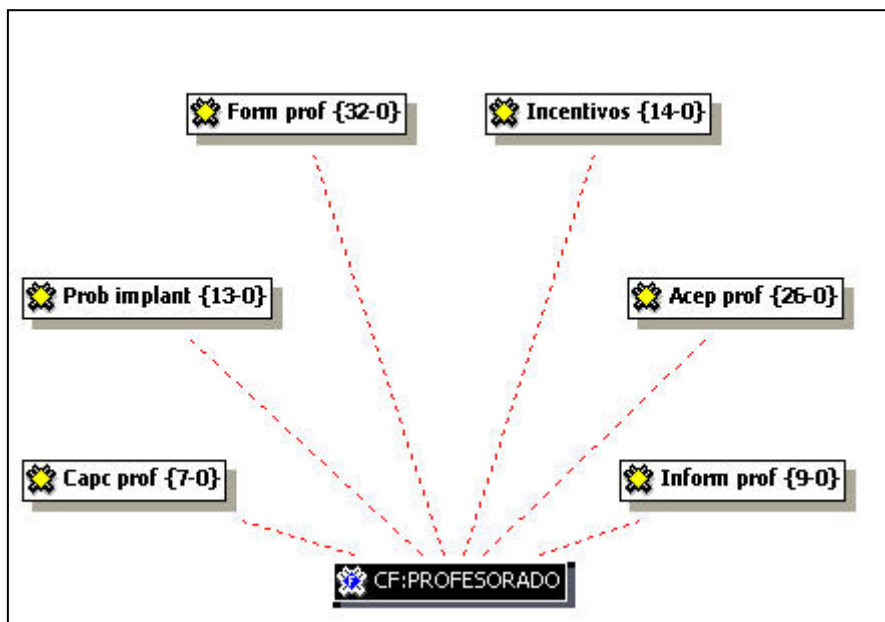 Form prof {32-0}
Incentivos {14-0}
Prob implant {13-0}
Acep prof {26-0}
Capc prof {7-0}
Inform prof {9-0}
CF:PROFESORADO